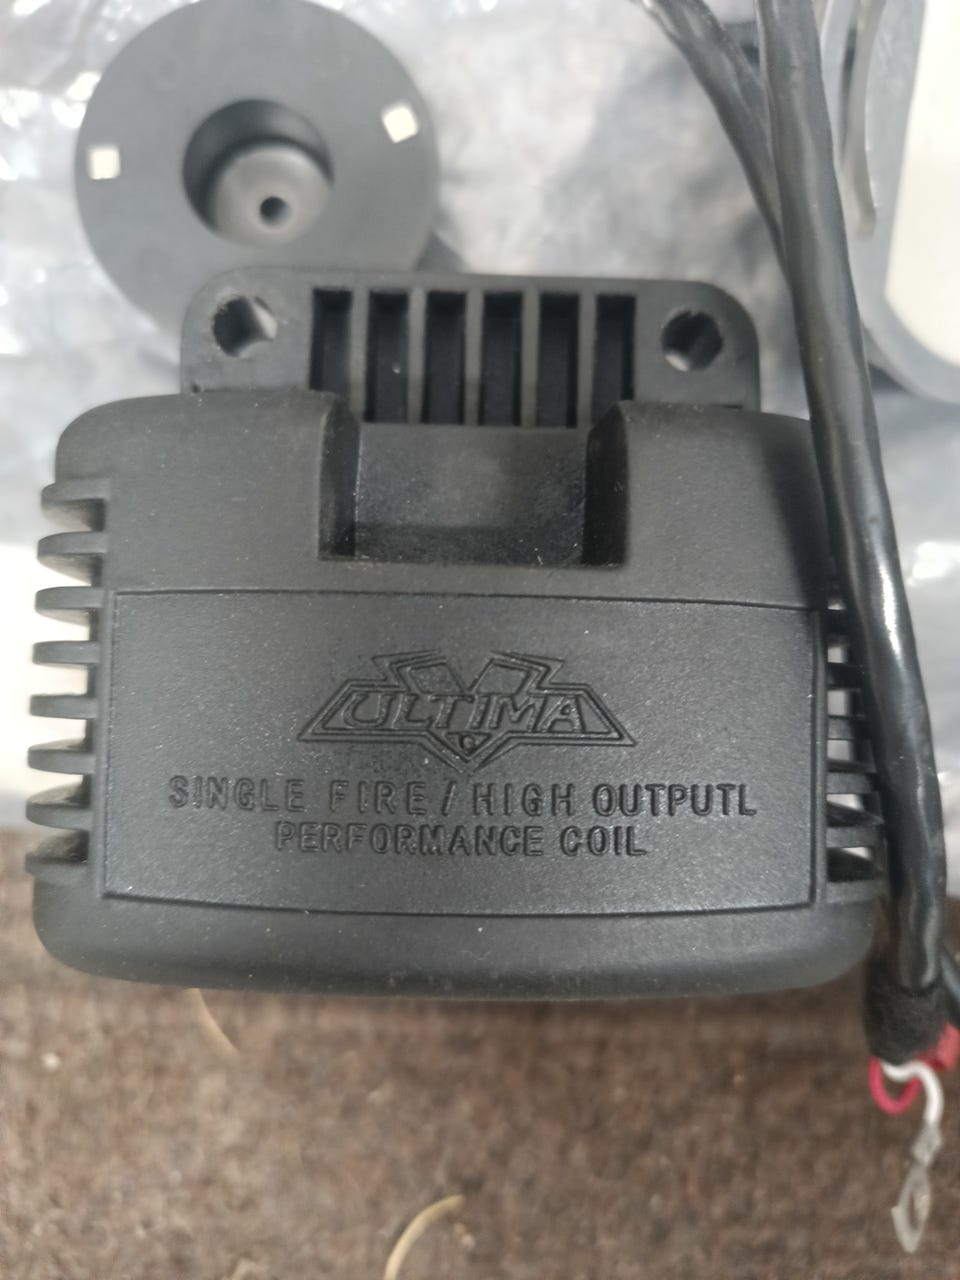 ULTIMA
SINGLE FIRE / HIGH OUTPUTL
PERFORMANCE COIL